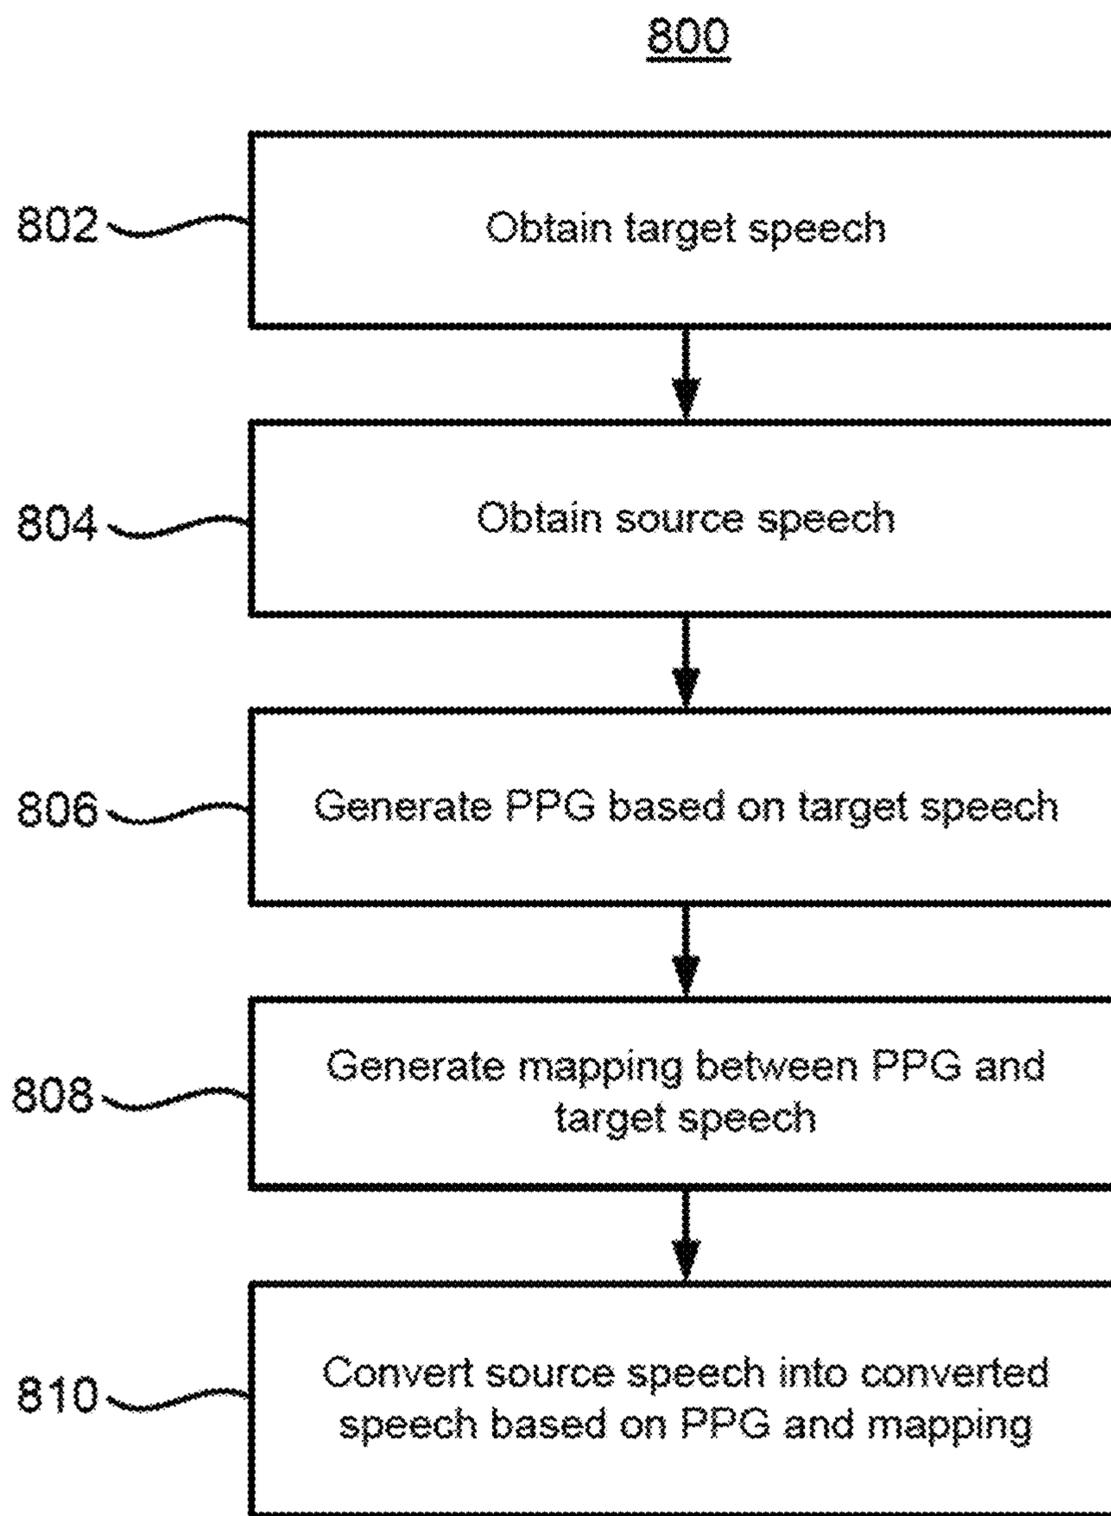 800
802
Obtain target speech
804
Obtain source speech
806
Generate PPG based on target speech
808
Generate mapping between PPG and
target speech
810
Convert source speech into converted
speech based on PPG and mapping